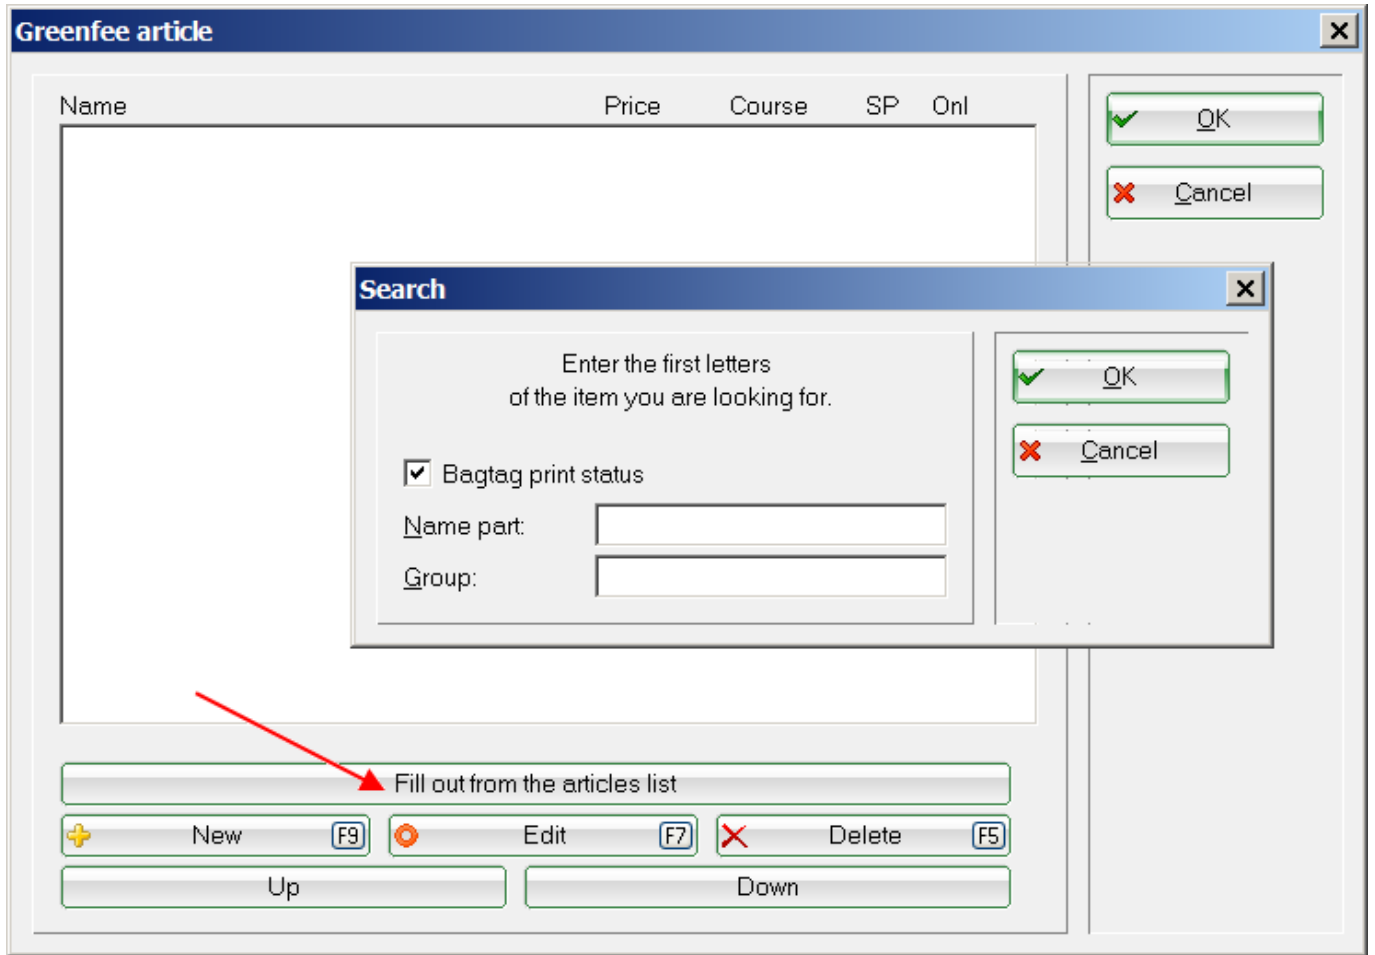 Greenfee article
Name Price Course SP Onl
OK
Cancel
Search
Enter the first letters
of the item you are looking for.
OK
Cancel
Bagtag print status
Name part:
Group:
Fill out from the articles list
New F9 Edit F7 Delete F5
Up Down